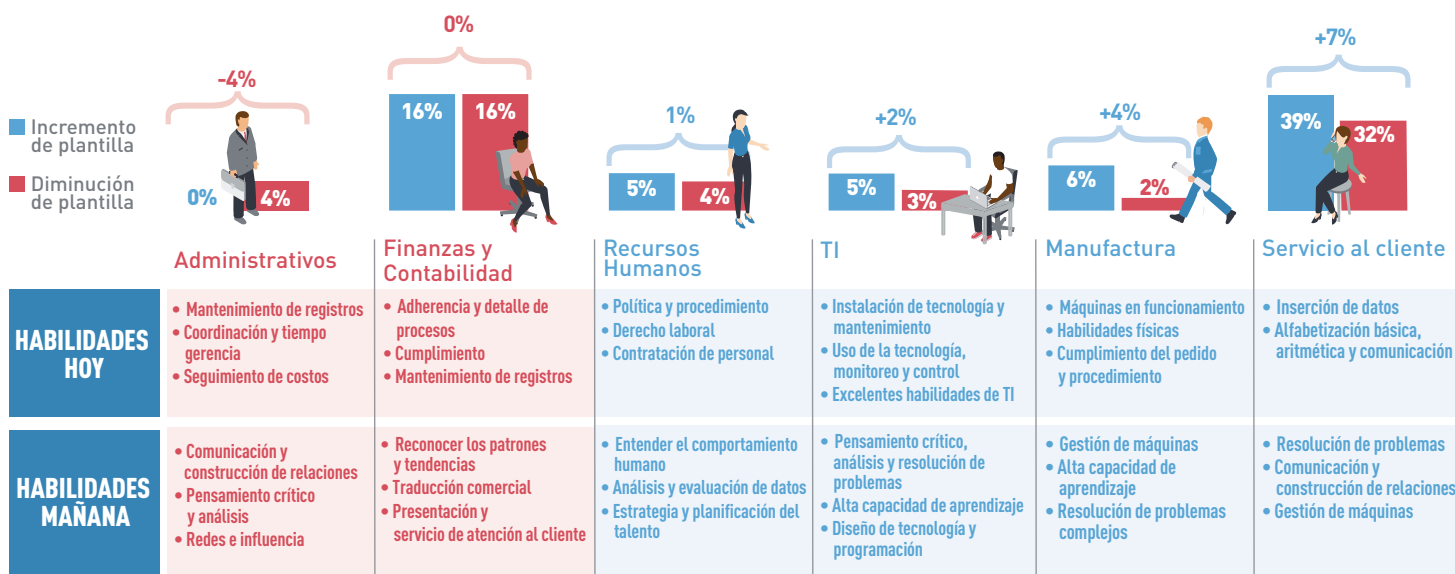 Incremento
de plantilla
Diminución
de plantilla
-4%
0%
4%
Administrativos
0%
16%
16%
Finanzas y
Contabilidad
1%
5%
4%
Recursos
Humanos
+2%
5%
3%
TI
+4%
6%
2%
Manufactura
+7%
39%
32%
Servicio al cliente
HABILIDADES
HOY
• Mantenimiento de registros
• Coordinación y tiempo
gerencia
• Seguimiento de costos
• Adherencia y detalle de
procesos
• Cumplimiento
• Mantenimiento de registros
• Política y procedimiento
• Derecho laboral
• Contratación de personal
• Instalación de tecnología y
mantenimiento
• Uso de la tecnología,
monitoreo y control
• Excelentes habilidades de TI
• Máquinas en funcionamiento
• Habilidades físicas
• Cumplimiento del pedido
y procedimiento
• Inserción de datos
• Alfabetización básica,
aritmética y comunicación
HABILIDADES
MAÑANA
• Comunicación y
construcción de relaciones
• Pensamiento crítico
y análisis
• Redes e influencia
• Reconocer los patrones
y tendencias
• Traducción comercial
• Presentación y
servicio de atención al cliente
• Entender el comportamiento
humano
• Análisis y evaluación de datos
• Estrategia y planificación del
talento
• Pensamiento crítico,
análisis y resolución de
problemas
• Alta capacidad de aprendizaje
• Diseño de tecnología y
programación
• Gestión de máquinas
• Alta capacidad de
aprendizaje
• Resolución de problemas
complejos
• Resolución de problemas
• Comunicación y
construcción de relaciones
• Gestión de máquinas